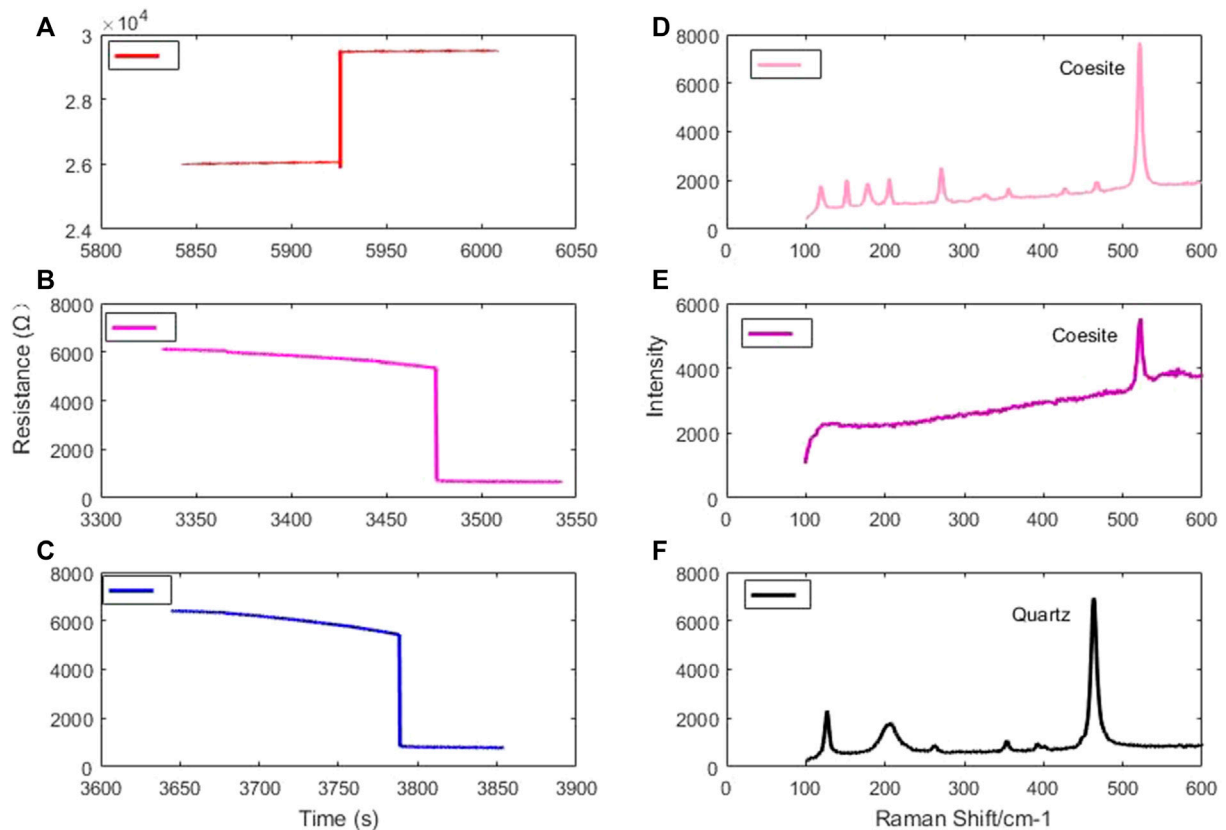 A
×10⁴
3
2.8
2.6
2.4
5800 5850 5900 5950 6000 6050
B
8000
6000
4000
2000
0
3300 3350 3400 3450 3500 3550
Resistance (Ω)
C
8000
6000
4000
2000
0
3600 3650 3700 3750 3800 3850 3900
Time (s)
D
8000
6000
4000
2000
0
Coesite
0 100 200 300 400 500 600
E
6000
4000
2000
0
Coesite
0 100 200 300 400 500 600
Intensity
F
8000
6000
4000
2000
0
Quartz
0 100 200 300 400 500 600
Raman Shift/cm-1